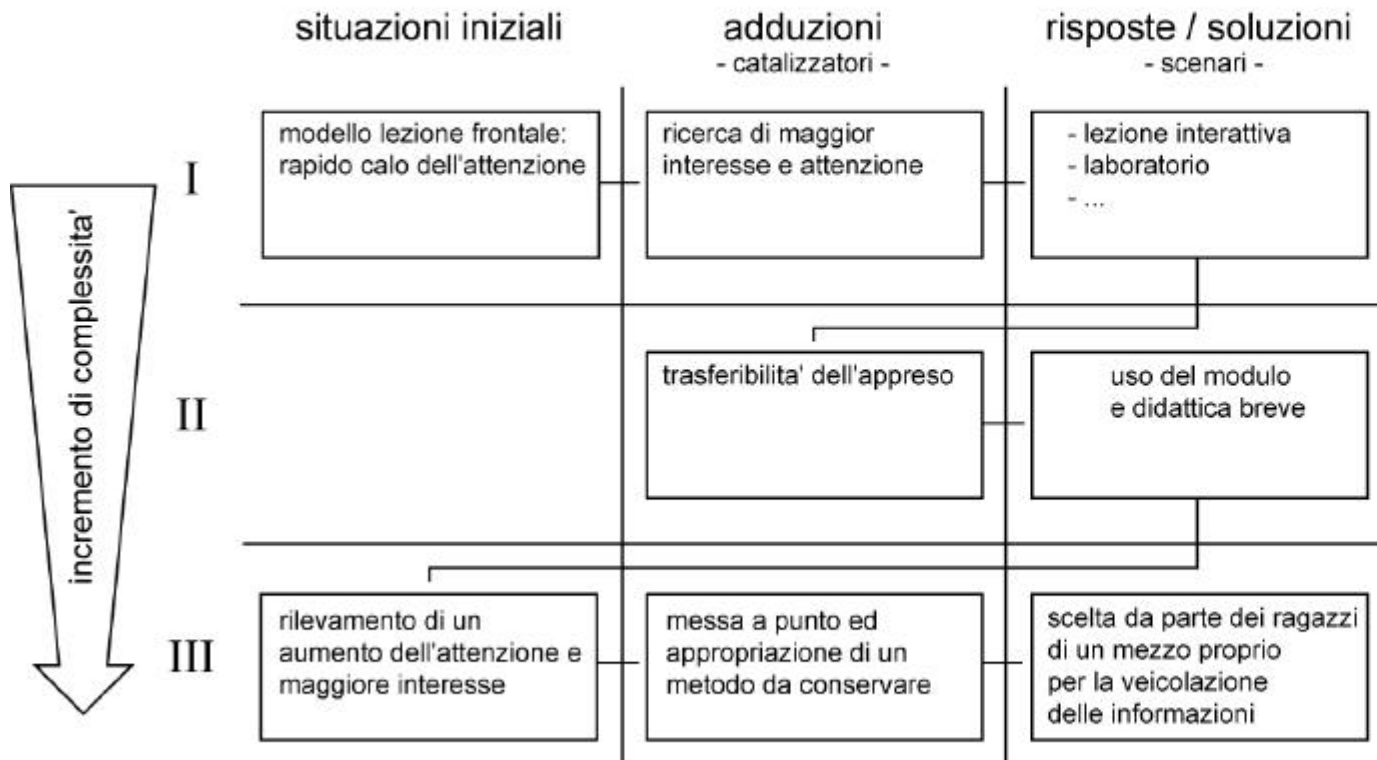 situazioni iniziali
adduzioni
- catalizzatori -
risposte / soluzioni
- scenari -
incremento di complessita'
I
modello lezione frontale:
rapido calo dell'attenzione
ricerca di maggior
interesse e attenzione
- lezione interattiva
- laboratorio
- ...
II
trasferibilita' dell'appreso
uso del modulo
e didattica breve
III
rilevamento di un
aumento dell'attenzione e
maggiore interesse
messa a punto ed
appropriazione di un
metodo da conservare
scelta da parte dei ragazzi
di un mezzo proprio
per la veicolazione
delle informazioni